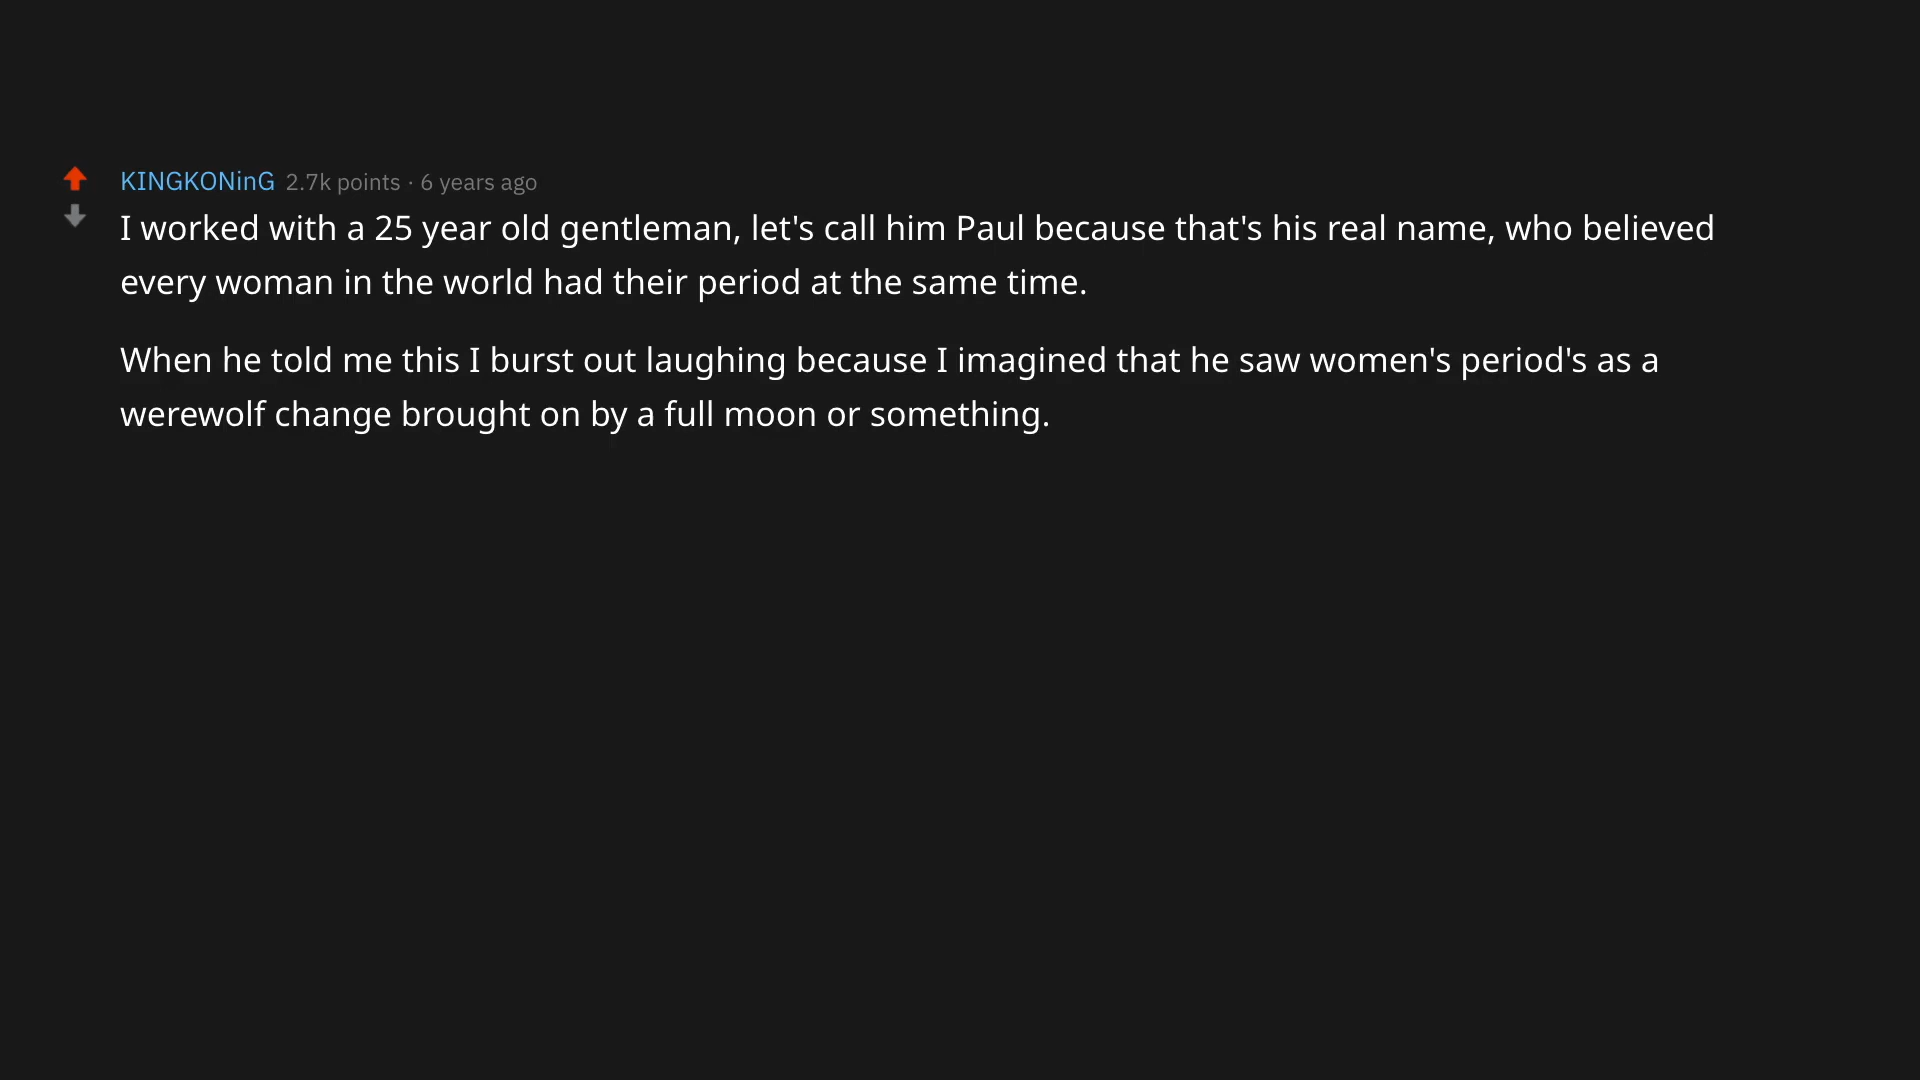 KINGKONinG 2.7k points · 6 years ago
I worked with a 25 year old gentleman, let's call him Paul because that's his real name, who believed
every woman in the world had their period at the same time.
When he told me this I burst out laughing because I imagined that he saw women's period's as a
werewolf change brought on by a full moon or something.